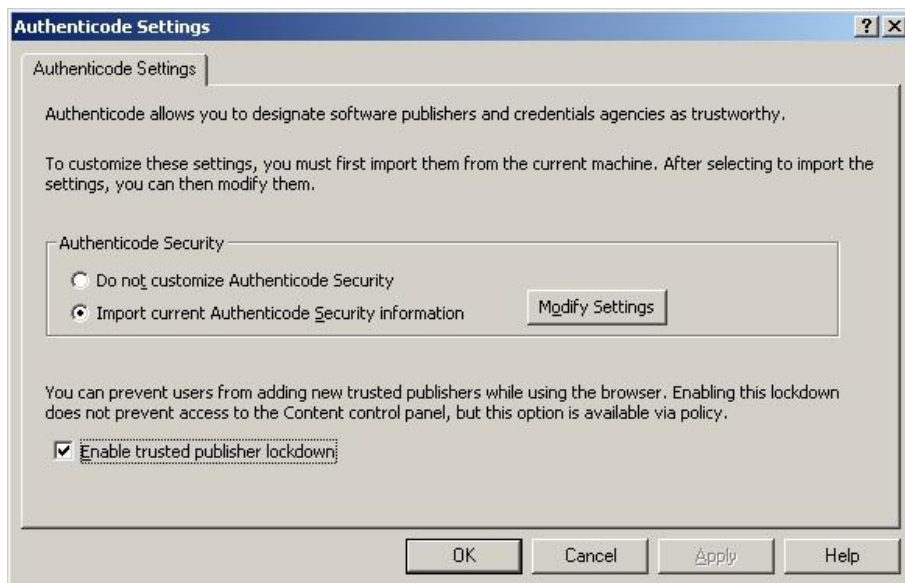 Authenticode Settings
Authenticode Settings
Authenticode allows you to designate software publishers and credentials agencies as trustworthy.
To customize these settings, you must first import them from the current machine. After selecting to import the
settings, you can then modify them.
Authenticode Security
Do not customize Authenticode Security
Import current Authenticode Security information
Modify Settings
You can prevent users from adding new trusted publishers while using the browser. Enabling this lockdown
does not prevent access to the Content control panel, but this option is available via policy.
Enable trusted publisher lockdown
OK Cancel Apply Help